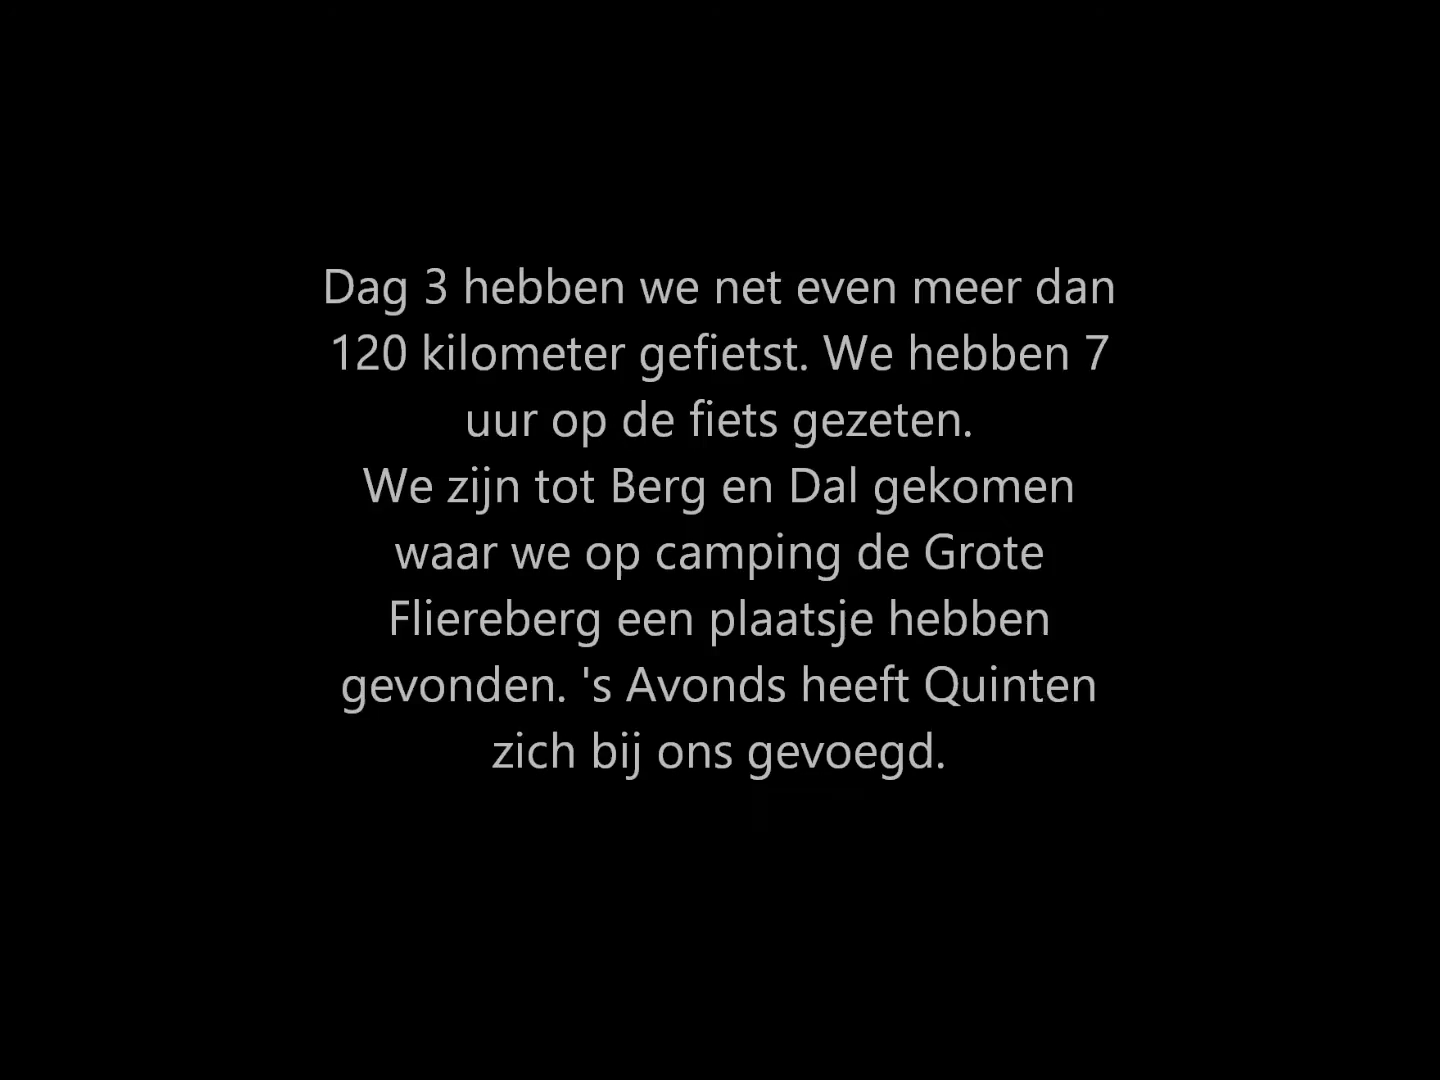 Dag 3 hebben we net even meer dan
120 kilometer gefietst. We hebben 7
uur op de fiets gezeten.
We zijn tot Berg en Dal gekomen
waar we op camping de Grote
Fliereberg een plaatsje hebben
gevonden. 's Avonds heeft Quinten
zich bij ons gevoegd.